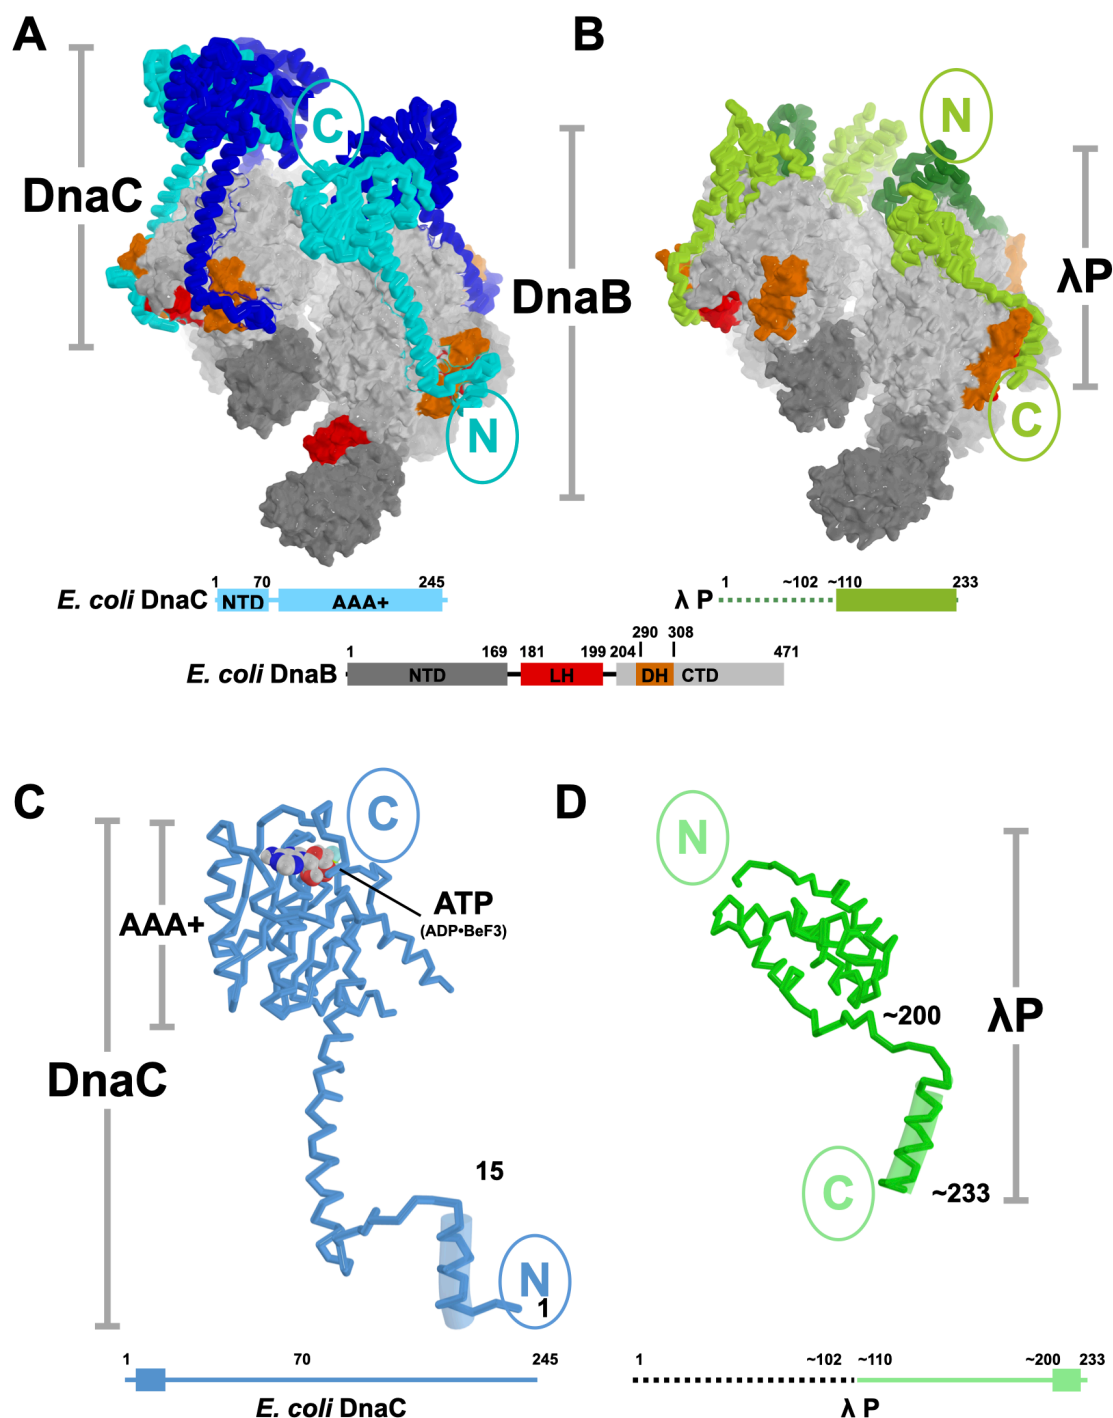 A
B
C
N
DnaC
DnaB
λP
N
C
1 70 245
E. coli DnaC NTD AAA+
1 ~102 ~110 233
λ P
290 308
1 169 181 199 204 471
E. coli DnaB NTD LH DH CTD
C
D
C
N
ATP
(ADP•BeF3)
AAA+
~200
λP
DnaC
15
C
~233
N
1
1 70 245
E. coli DnaC
1 ~102 ~110 ~200 233
λ P